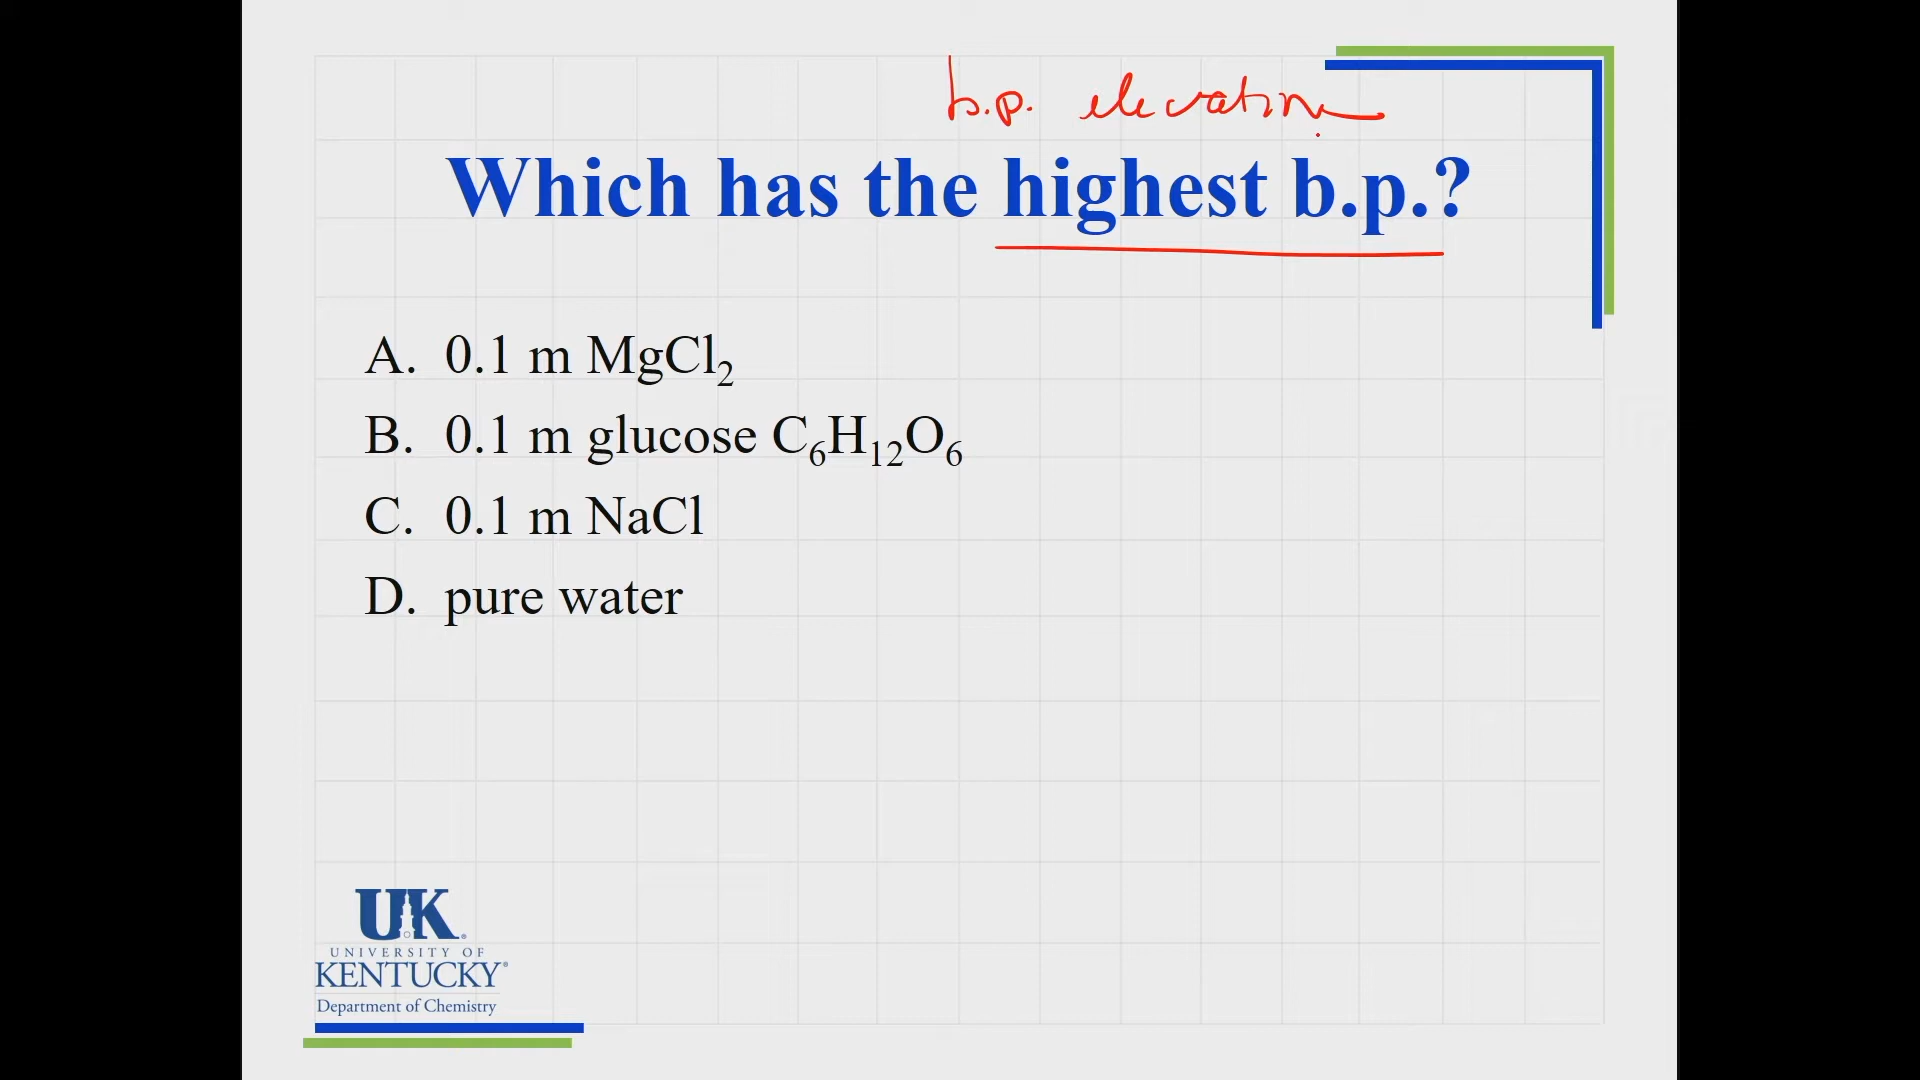 b.p. elevation
Which has the highest b.p.?
A. 0.1 m MgCl₂
B. 0.1 m glucose C₆H₁₂O₆
C. 0.1 m NaCl
D. pure water
UK®
UNIVERSITY OF
KENTUCKY®
Department of Chemistry